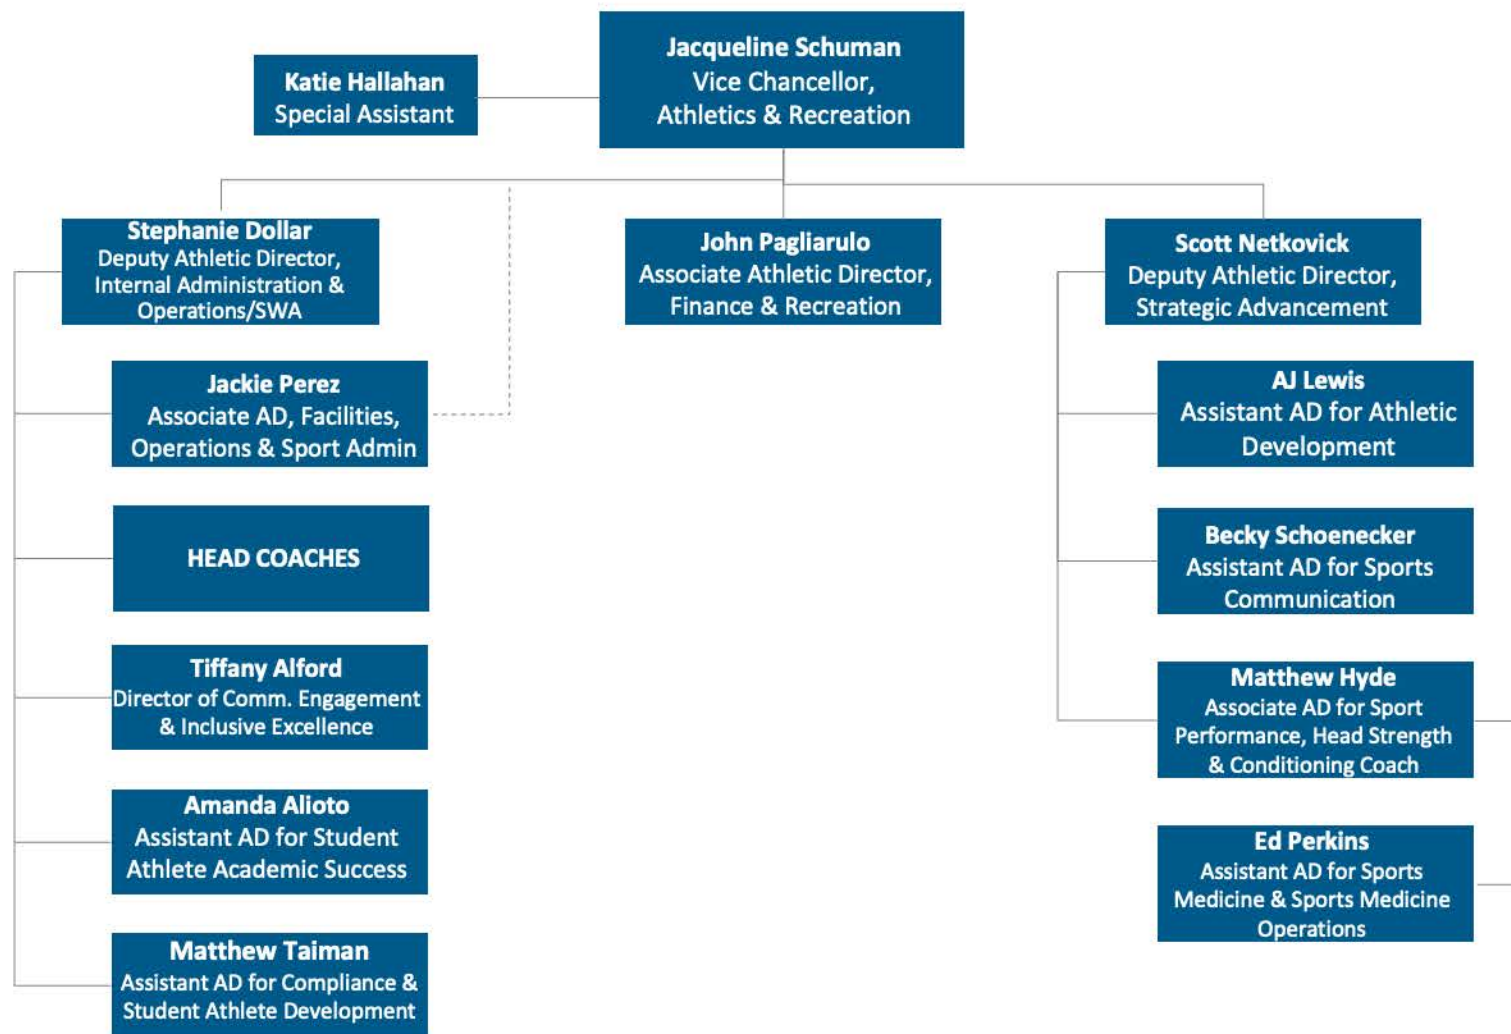 Jacqueline Schuman
Vice Chancellor,
Athletics & Recreation
Katie Hallahan
Special Assistant
Stephanie Dollar
Deputy Athletic Director,
Internal Administration &
Operations/SWA
Jackie Perez
Associate AD, Facilities,
Operations & Sport Admin
HEAD COACHES
Tiffany Alford
Director of Comm. Engagement
& Inclusive Excellence
Amanda Alioto
Assistant AD for Student
Athlete Academic Success
Matthew Taiman
Assistant AD for Compliance &
Student Athlete Development
John Pagliarulo
Associate Athletic Director,
Finance & Recreation
Scott Netkovick
Deputy Athletic Director,
Strategic Advancement
AJ Lewis
Assistant AD for Athletic
Development
Becky Schoenecker
Assistant AD for Sports
Communication
Matthew Hyde
Associate AD for Sport
Performance, Head Strength
& Conditioning Coach
Ed Perkins
Assistant AD for Sports
Medicine & Sports Medicine
Operations